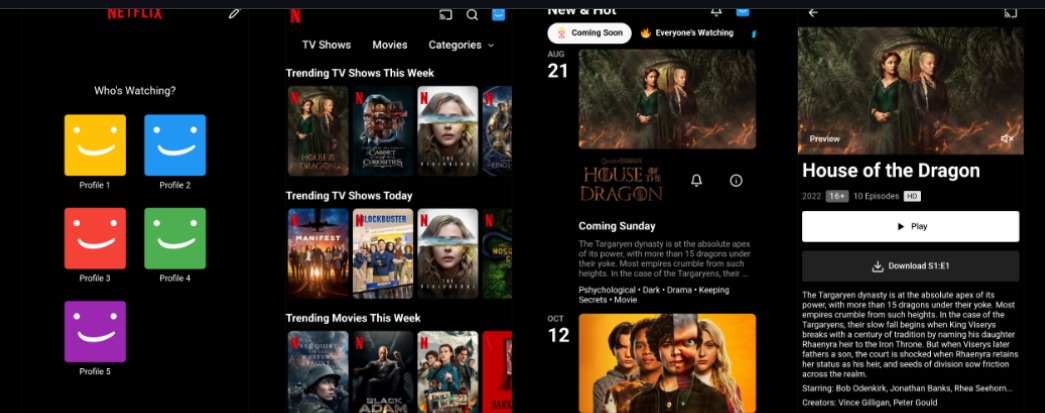 NETFLIX
Who's Watching?
Profile 1
Profile 2
Profile 3
Profile 4
Profile 5
N
TV Shows
Movies
Categories
Trending TV Shows This Week
N
HOUSE OF THE
DRAGON
N
CABINET
CURIOSITIES
N
THE
PERIPHERAL
N
Trending TV Shows Today
N
MANIFEST
N
BLOCKBUSTER
N
THE
PERIPHERAL
N
Trending Movies This Week
N
ALL QUIET
WESTERN
N
BLACK
ADAM
N
N
New & Hot
Coming Soon
Everyone's Watching
AUG
21
HOUSE OF THE
DRAGON
Coming Sunday
The Targaryen dynasty is at the absolute apex
of its power, with more than 15 dragons under
their yoke. Most empires crumble from such
heights. In the case of the Targaryens, their ...
Pshychological • Dark • Drama • Keeping
Secrets • Movie
OCT
12
Preview
House of the Dragon
2022
16+
10 Episodes
HD
Play
Download S1:E1
The Targaryen dynasty is at the absolute apex of its
power, with more than 15 dragons under their yoke. Most
empires crumble from such heights. In the case of the
Targaryens, their slow fall begins when King Viserys
breaks with a century of tradition by naming his daughter
Rhaenyra heir to the Iron Throne. But when Viserys later
fathers a son, the court is shocked when Rhaenyra retains
her status as his heir, and seeds of division sow friction
across the realm.
Starring: Bob Odenkirk, Jonathan Banks, Rhea Seehorn...
Creators: Vince Gilligan, Peter Gould